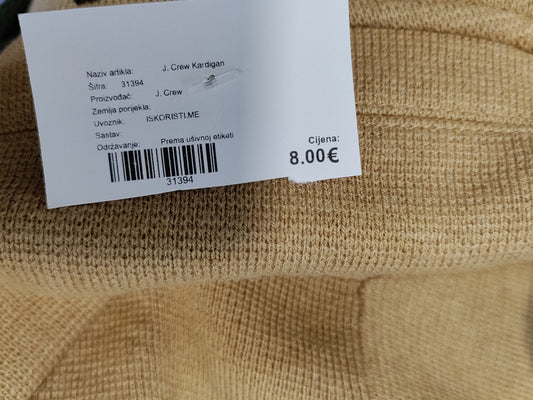 Naziv artikla: J. Crew Kardigan
Šifra: 31394
Proizvođač: J. Crew
Zemlja porijekla:
Uvoznik: ISKORISTI.ME
Sastav:
Održavanje: Prema ušivnoj etiketi
31394
Cijena:
8.00€